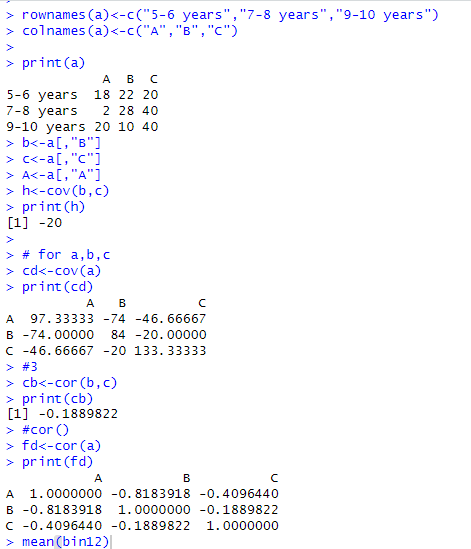 > rownames(a)<-c("5-6 years","7-8 years","9-10 years")
> colnames(a)<-c("A","B","C")
>
> print(a)
           A  B  C
5-6 years  18 22 20
7-8 years   2 28 40
9-10 years 20 10 40
> b<-a[,"B"]
> c<-a[,"C"]
> A<-a[,"A"]
> h<-cov(b,c)
> print(h)
[1] -20
>
> # for a,b,c
> cd<-cov(a)
> print(cd)
          A   B         C
A  97.33333 -74 -46.66667
B -74.00000  84 -20.00000
C -46.66667 -20 133.33333
> #3
> cb<-cor(b,c)
> print(cb)
[1] -0.1889822
> #cor()
> fd<-cor(a)
> print(fd)
           A          B          C
A  1.0000000 -0.8183918 -0.4096440
B -0.8183918  1.0000000 -0.1889822
C -0.4096440 -0.1889822  1.0000000
> mean(bin12)